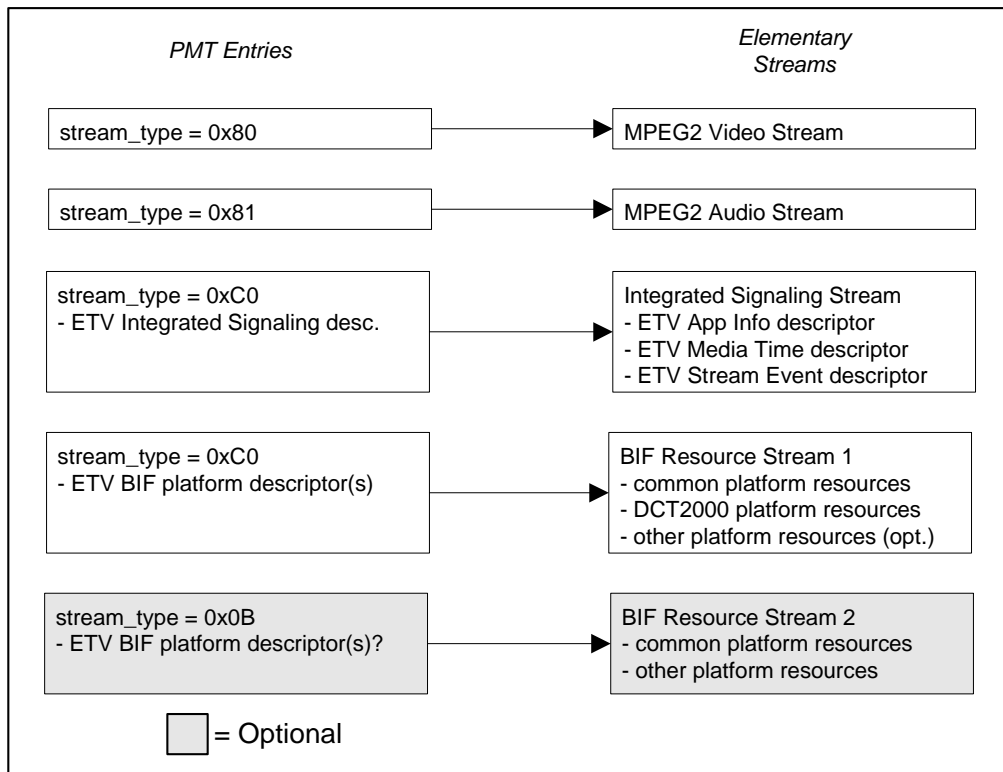 PMT Entries
Elementary
Streams
stream_type = 0x80
MPEG2 Video Stream
stream_type = 0x81
MPEG2 Audio Stream
stream_type = 0xC0
- ETV Integrated Signaling desc.
Integrated Signaling Stream
- ETV App Info descriptor
- ETV Media Time descriptor
- ETV Stream Event descriptor
stream_type = 0xC0
- ETV BIF platform descriptor(s)
BIF Resource Stream 1
- common platform resources
- DCT2000 platform resources
- other platform resources (opt.)
stream_type = 0x0B
- ETV BIF platform descriptor(s)?
BIF Resource Stream 2
- common platform resources
- other platform resources
= Optional